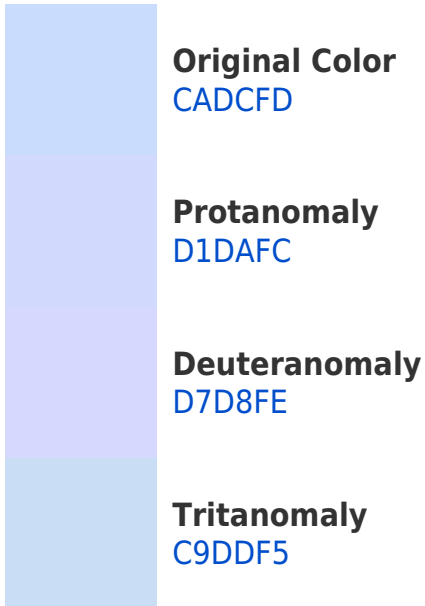 Original Color
CADCFD
Protanomaly
D1DAFC
Deuteranomaly
D7D8FE
Tritanomaly
C9DDF5